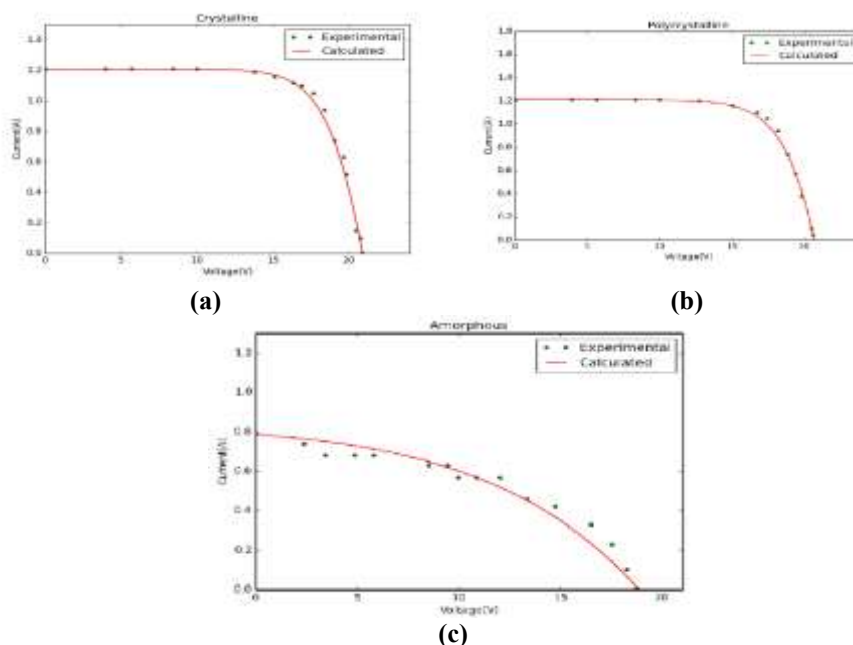 Crystalline
Experimental
Calculated
Current(A)
1.2
1.0
0.8
0.6
0.4
0.2
0.0
0
5
10
15
20
Voltage(V)
(a)
Polycrystalline
Experimental
Calculated
Current(A)
1.8
1.6
1.4
1.2
1.0
0.8
0.6
0.4
0.2
0.0
0
5
10
15
20
Voltage(V)
(b)
Amorphous
Experimental
Calculated
Current(A)
1.2
1.0
0.8
0.6
0.4
0.2
0.0
0
5
10
15
20
Voltage(V)
(c)